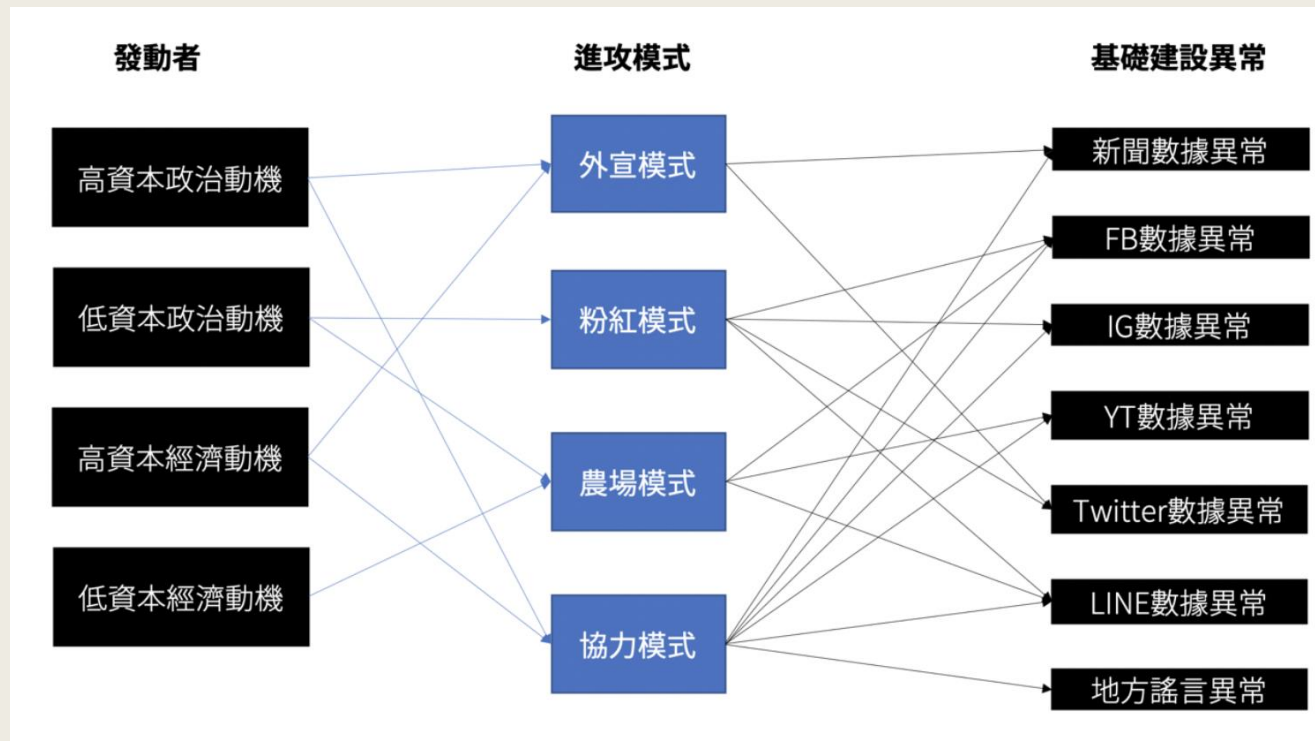 發動者
進攻模式
基礎建設異常
高資本政治動機
低資本政治動機
高資本經濟動機
低資本經濟動機
外宣模式
粉紅模式
農場模式
協力模式
新聞數據異常
FB數據異常
IG數據異常
YT數據異常
Twitter數據異常
LINE數據異常
地方謠言異常